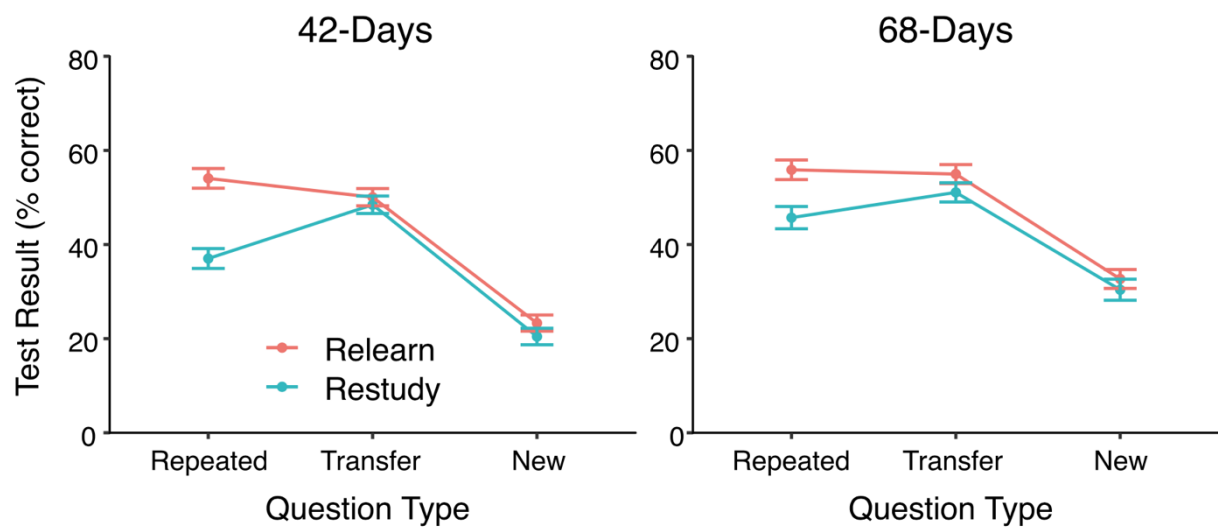 42-Days
68-Days
Test Result (% correct)
80
60
40
20
0
Relearn
Restudy
Repeated
Transfer
New
Question Type
80
60
40
20
0
Repeated
Transfer
New
Question Type